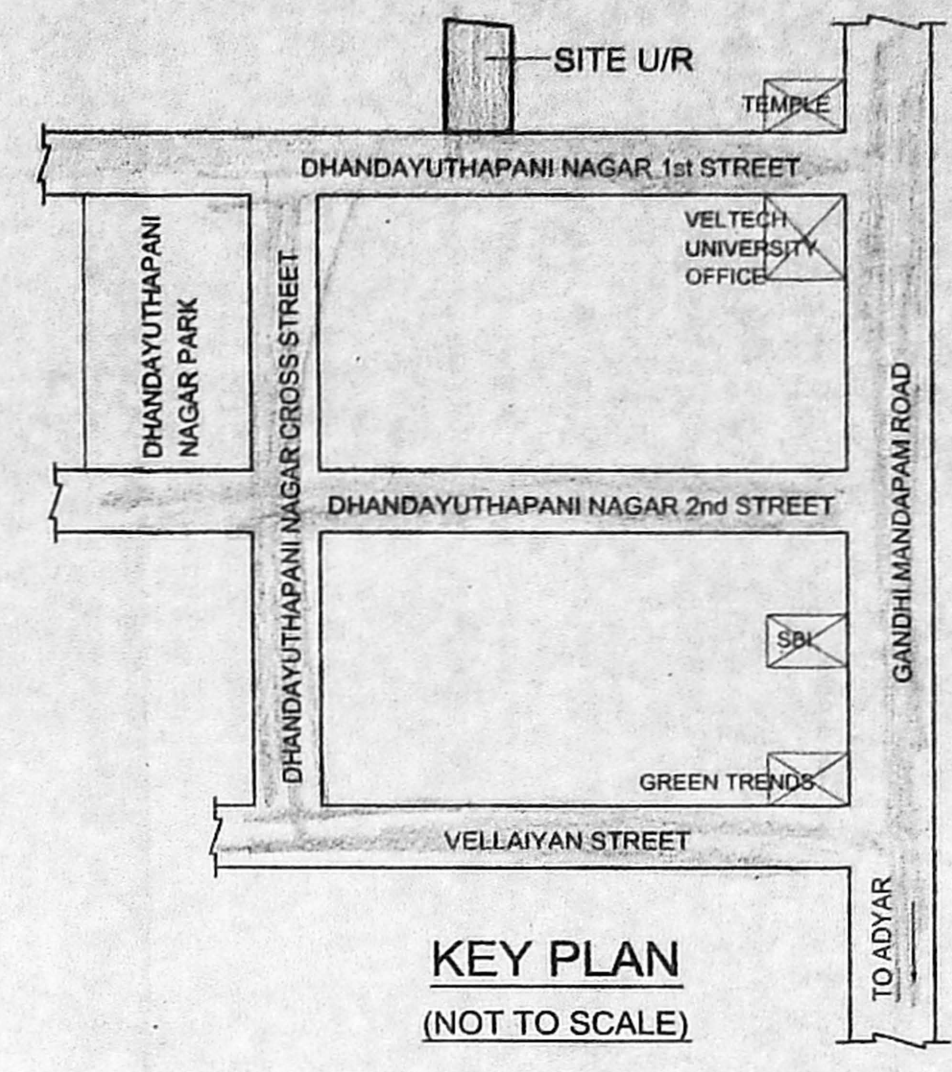 SITE U/R
TEMPLE
DHANDAYUTHAPANI NAGAR 1st STREET
VELTECH
UNIVERSITY
OFFICE
DHANDAYUTHAPANI
NAGAR PARK
DHANDAYUTHAPANI NAGAR CROSS STREET
GANDHI MANDAPAM ROAD
DHANDAYUTHAPANI NAGAR 2nd STREET
SBI
GREEN TRENDS
VELLAIYAN STREET
TO ADYAR
KEY PLAN
(NOT TO SCALE)